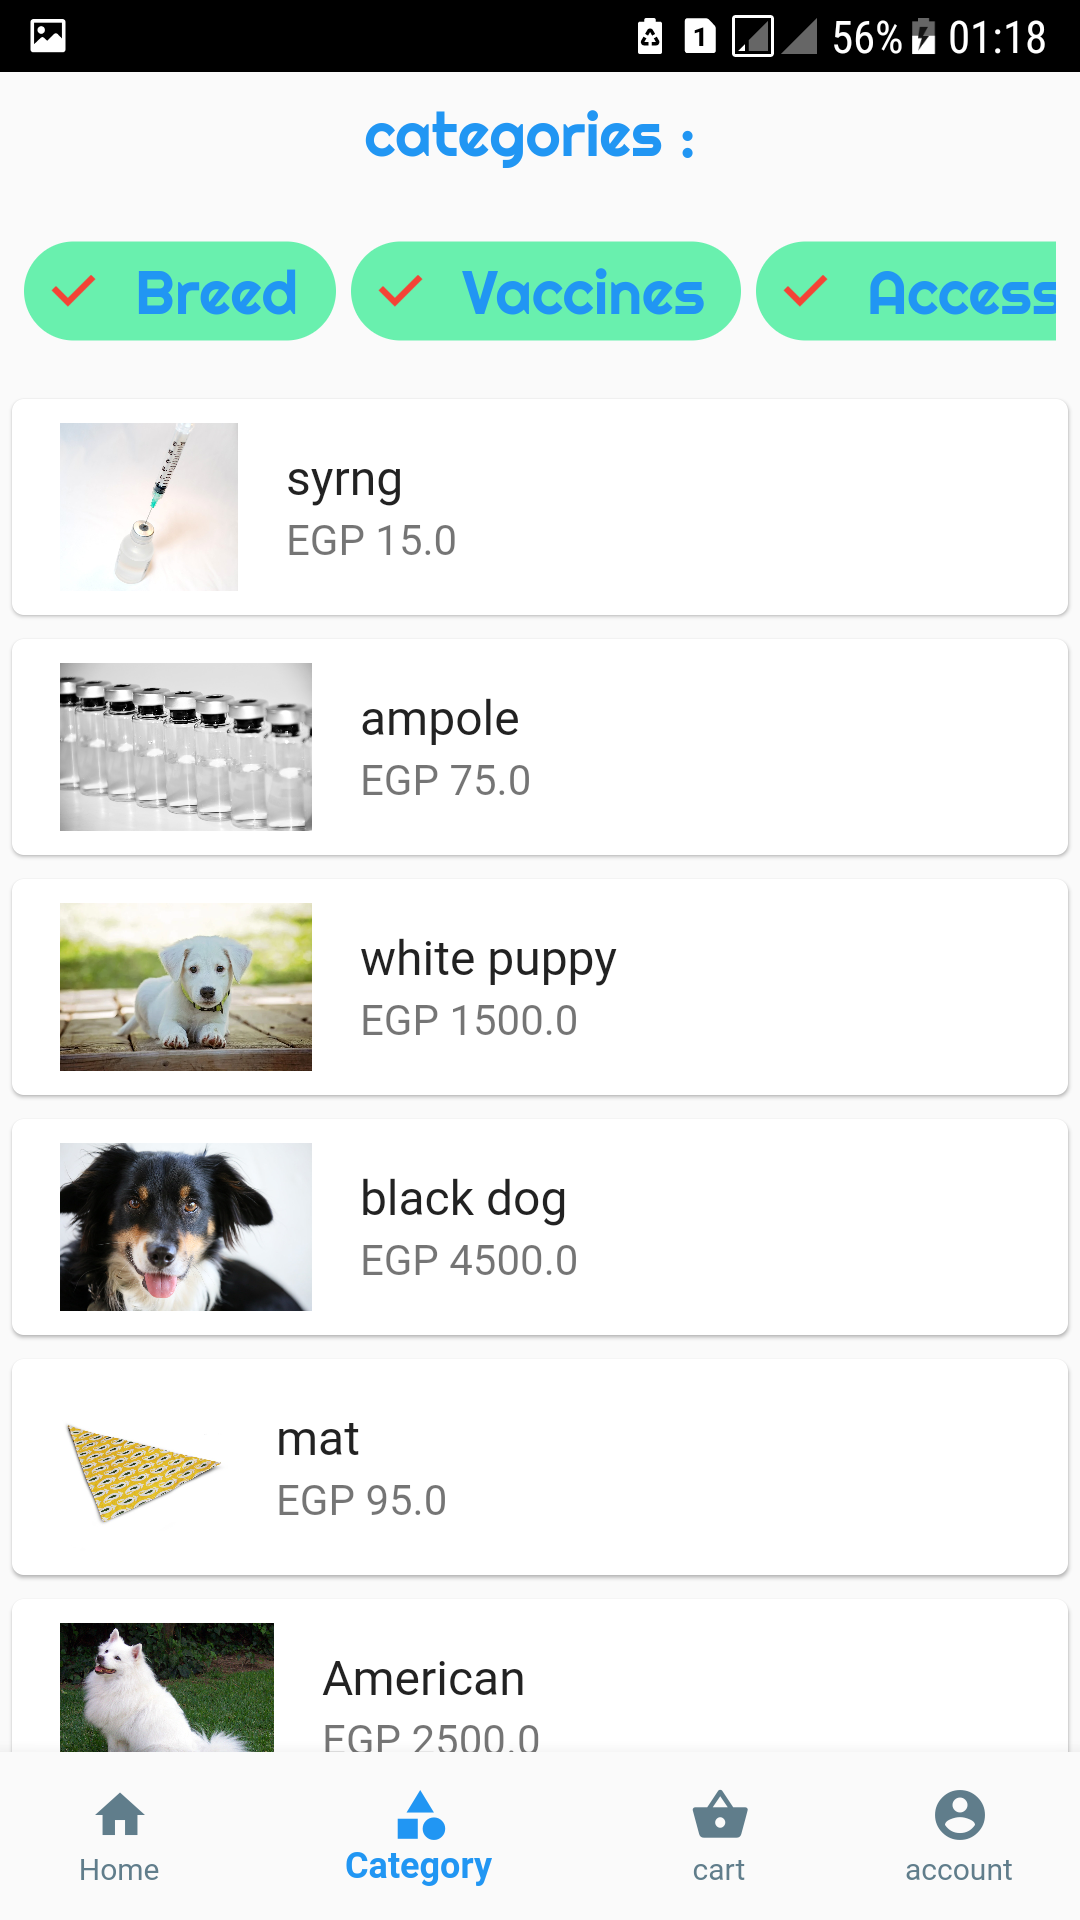 1 56% 01:18
categories :
Breed Vaccines Access
syrng
EGP 15.0
ampole
EGP 75.0
white puppy
EGP 1500.0
black dog
EGP 4500.0
mat
EGP 95.0
American
EGP 2500.0
Home Category cart account